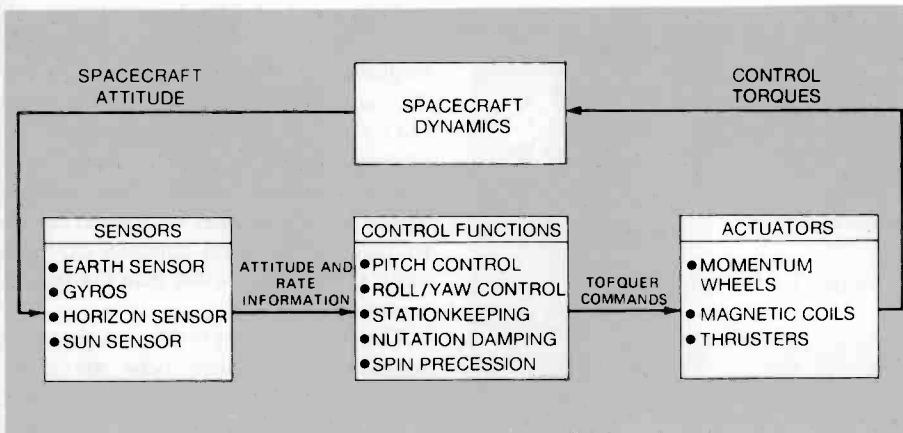 SPACECRAFT
ATTITUDE
SPACECRAFT
DYNAMICS
CONTROL
TORQUES
SENSORS
● EARTH SENSOR
● GYROS
● HORIZON SENSOR
● SUN SENSOR
ATTITUDE AND
RATE
INFORMATION
CONTROL FUNCTIONS
● PITCH CONTROL
● ROLL/YAW CONTROL
● STATIONKEEPING
● NUTATION DAMPING
● SPIN PRECESSION
TOFQUER
COMMANDS
ACTUATORS
● MOMENTUM
WHEELS
● MAGNETIC COILS
● THRUSTERS